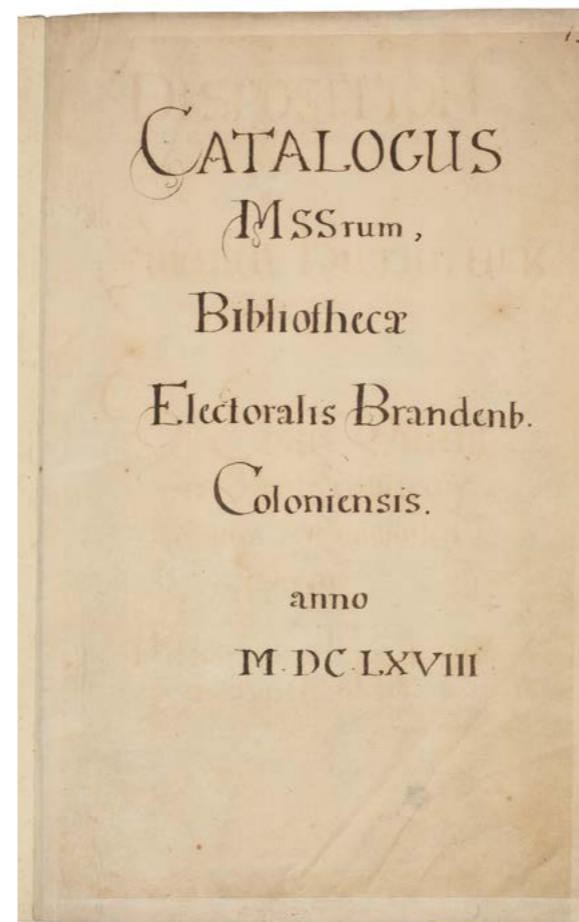 CATALOGUS
MSSrum,
Bibliothecæ
Electoralis Brandenb.
Coloniensis.
anno
M·DC·LXVIII